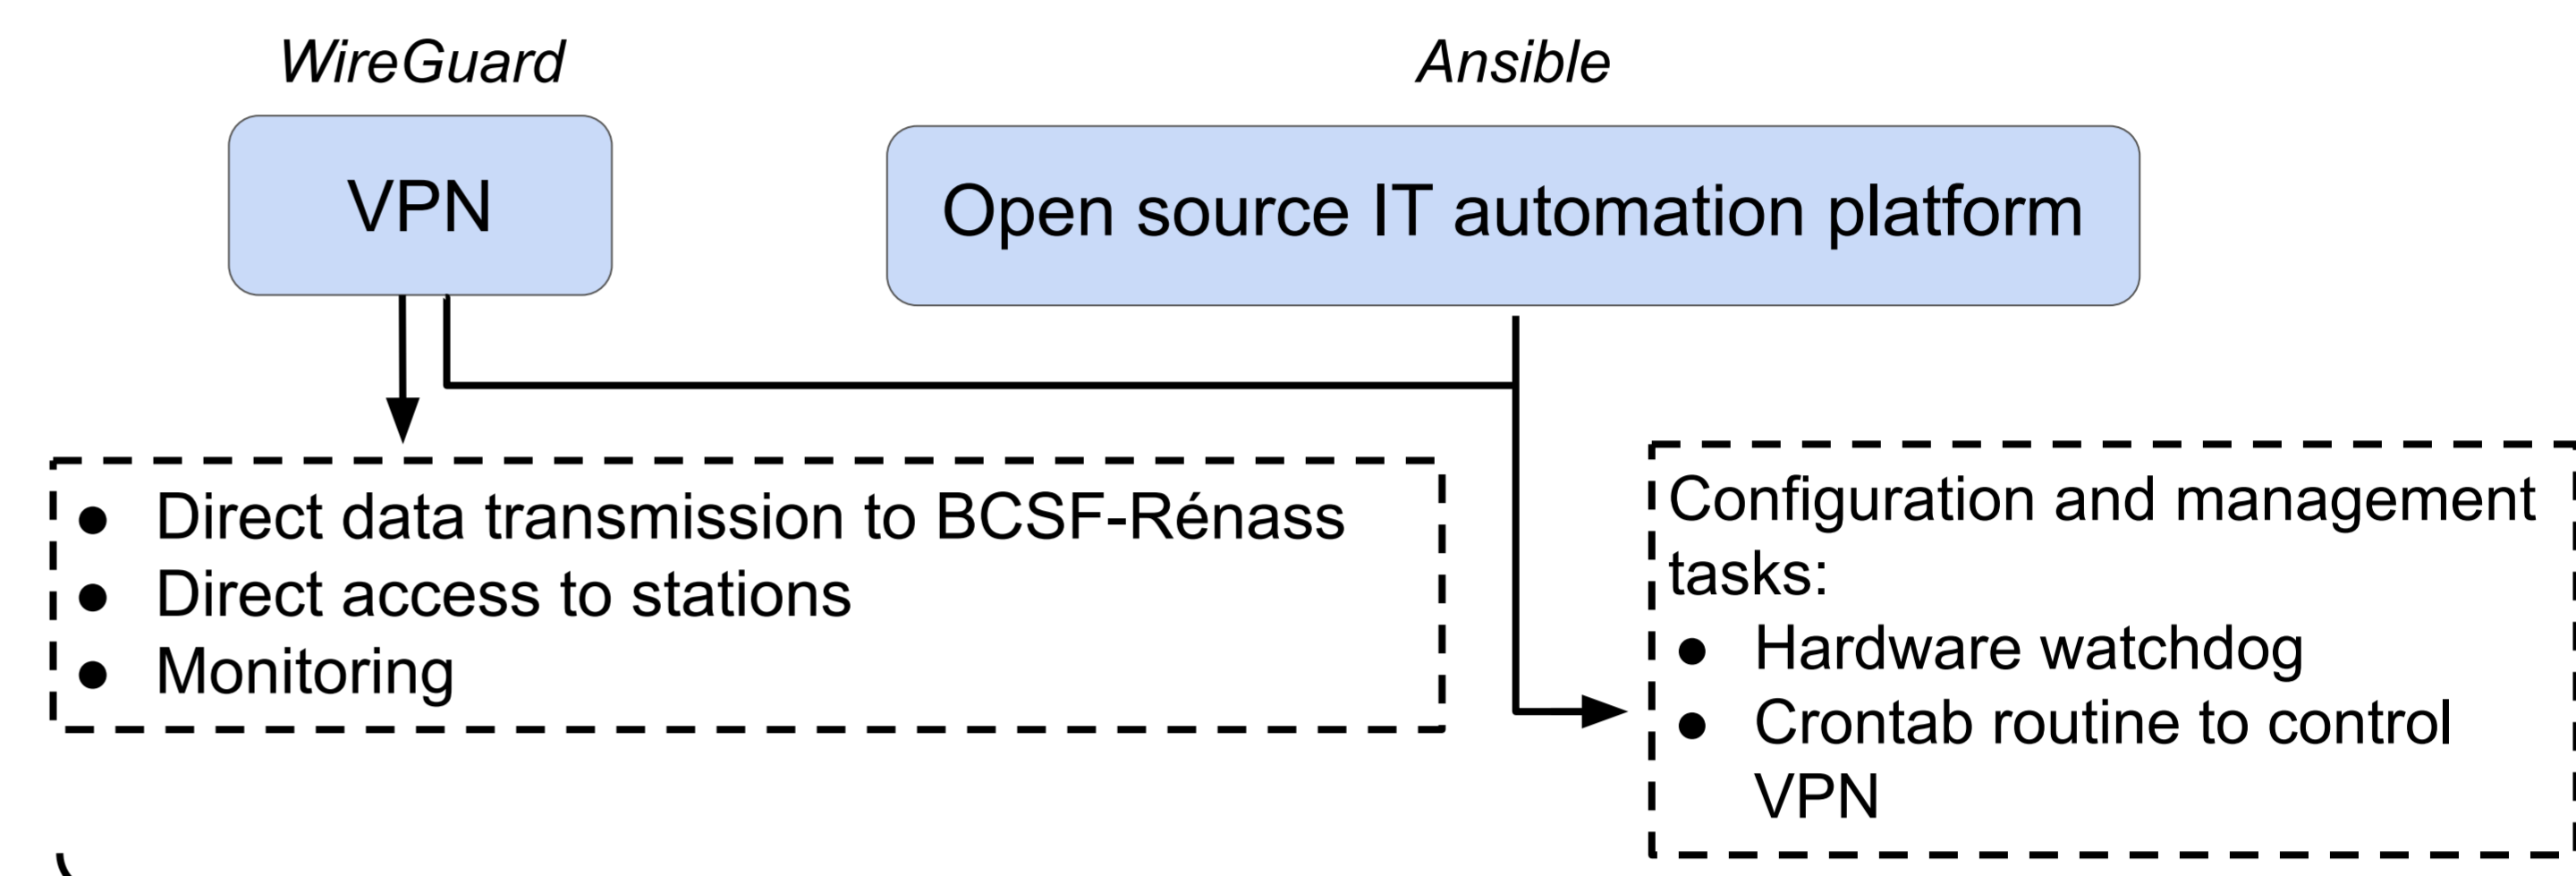 WireGuard
Ansible
VPN
Open source IT automation platform
● Direct data transmission to BCSF-Rénass
● Direct access to stations
● Monitoring
Configuration and management
tasks:
● Hardware watchdog
● Crontab routine to control
VPN